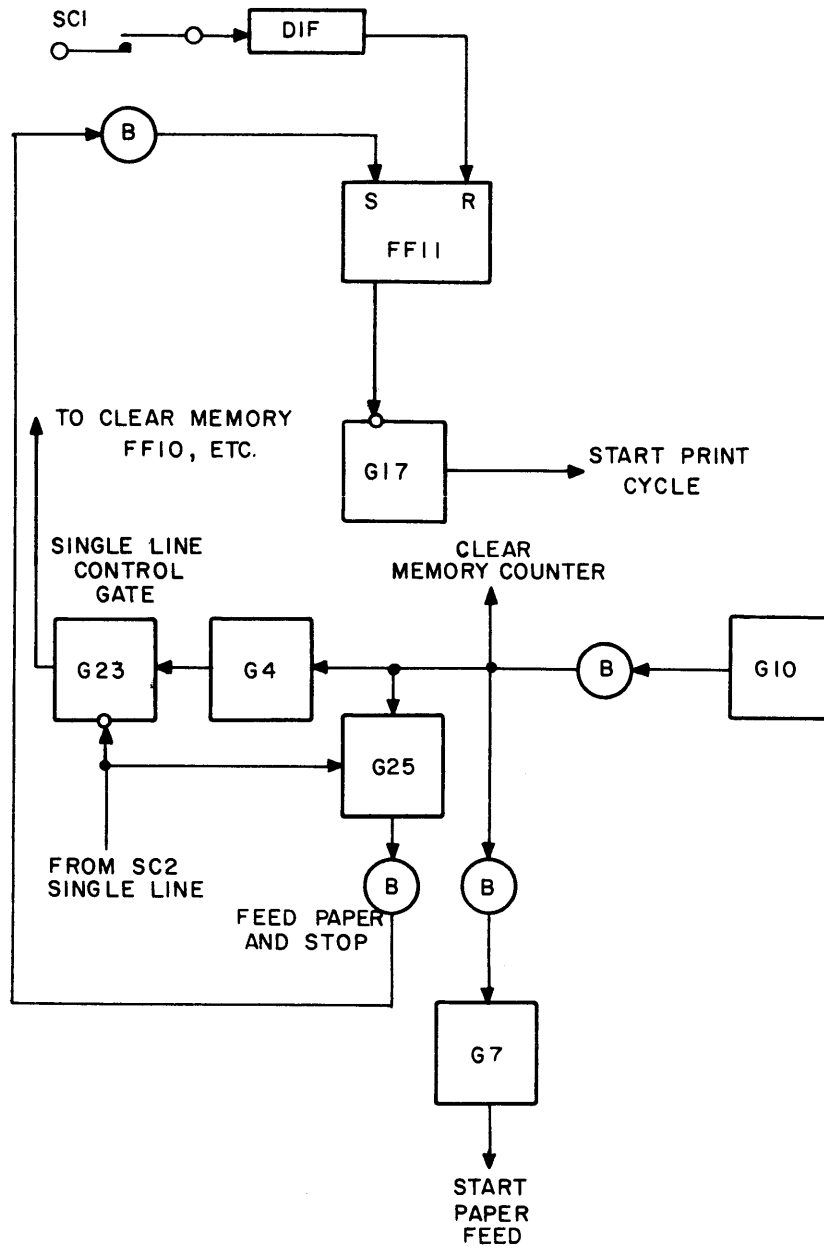 SC1
DIF
B
S R
FF11
TO CLEAR MEMORY
FF10, ETC.
G17
START PRINT
CYCLE
SINGLE LINE
CONTROL
GATE
CLEAR
MEMORY COUNTER
G23
G4
B
G10
G25
FROM SC2
SINGLE LINE
B
B
FEED PAPER
AND STOP
G7
START
PAPER
FEED